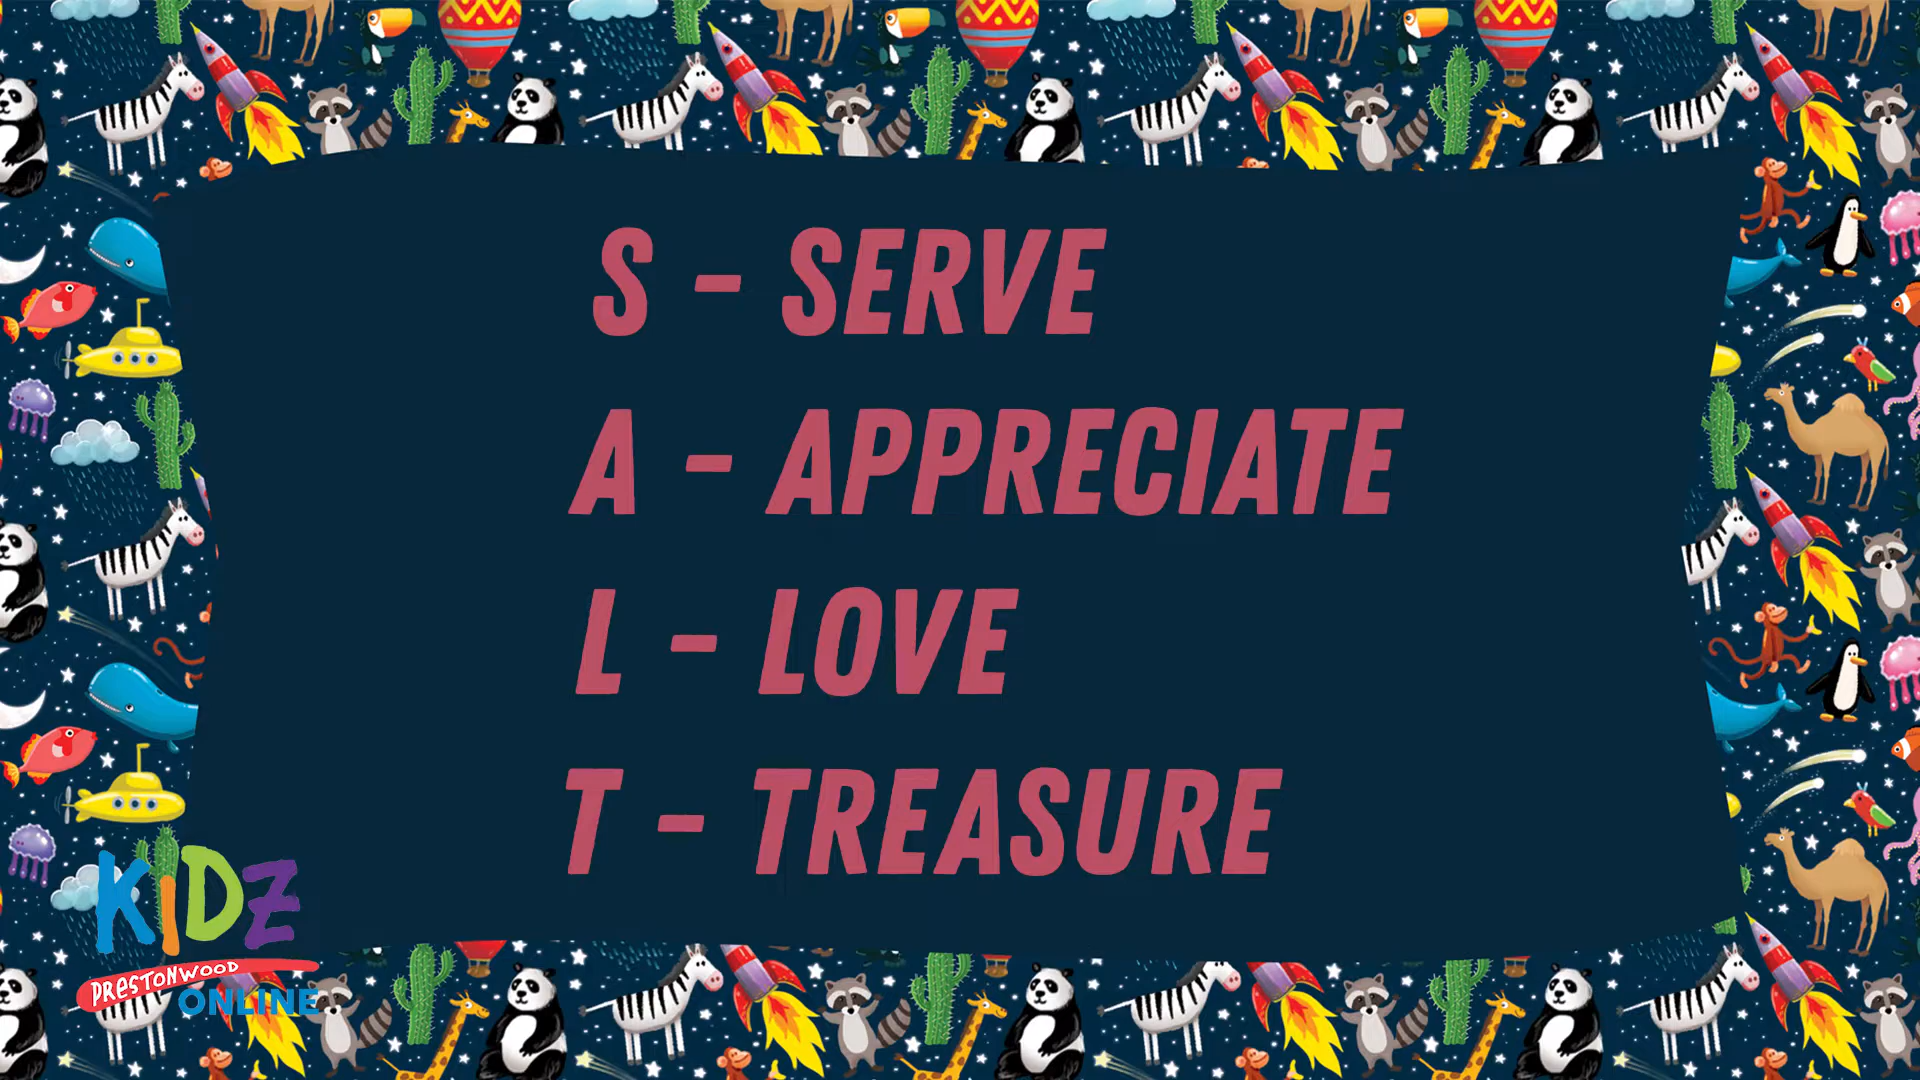 S - SERVE
A - APPRECIATE
L - LOVE
T - TREASURE
KiDZ
PRESTONWOOD
ONLINE